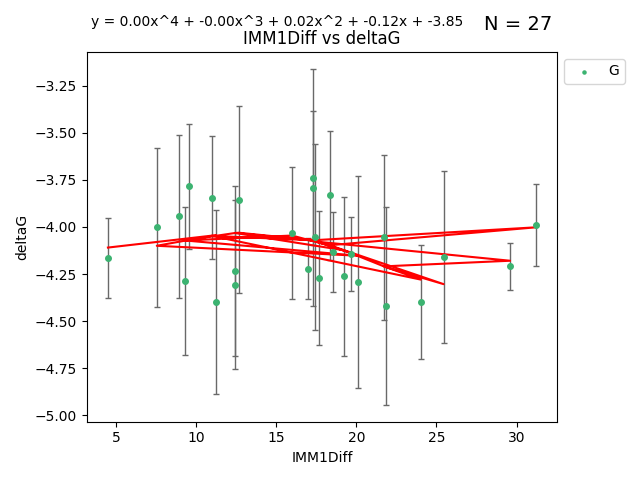 y = 0.00x^4 + -0.00x^3 + 0.02x^2 + -0.12x + -3.85
N = 27
IMM1Diff vs deltaG
G
deltaG
−3.25
−3.50
−3.75
−4.00
−4.25
−4.50
−4.75
−5.00
5 10 15 20 25 30
IMM1Diff